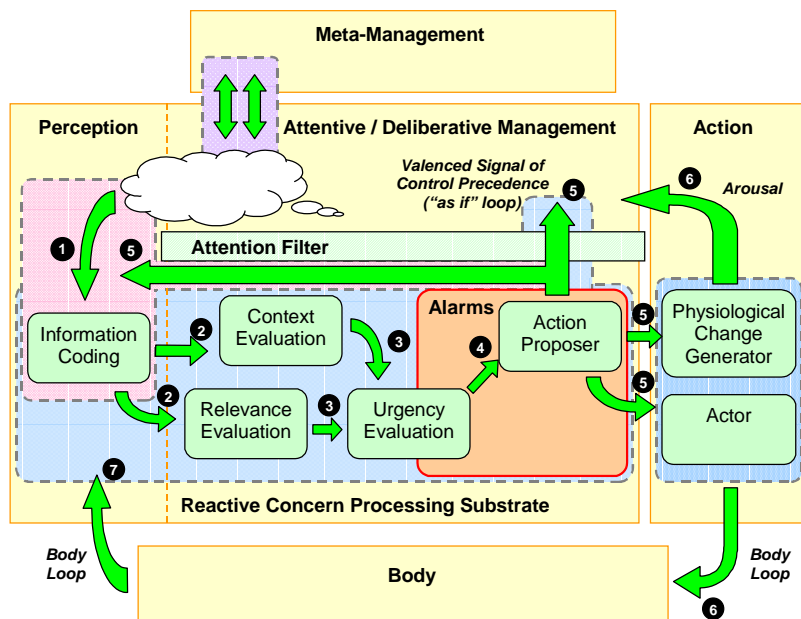 Meta-Management
Perception
Attentive / Deliberative Management
Action
Valenced Signal of
Control Precedence
("as if" loop)
5
6
Arousal
1
5
Attention Filter
Information
Coding
2
Context
Evaluation
3
Alarms
4
Action
Proposer
5
Physiological
Change
Generator
2
Relevance
Evaluation
3
Urgency
Evaluation
5
Actor
7
Reactive Concern Processing Substrate
Body
Loop
Body
Body
Loop
6